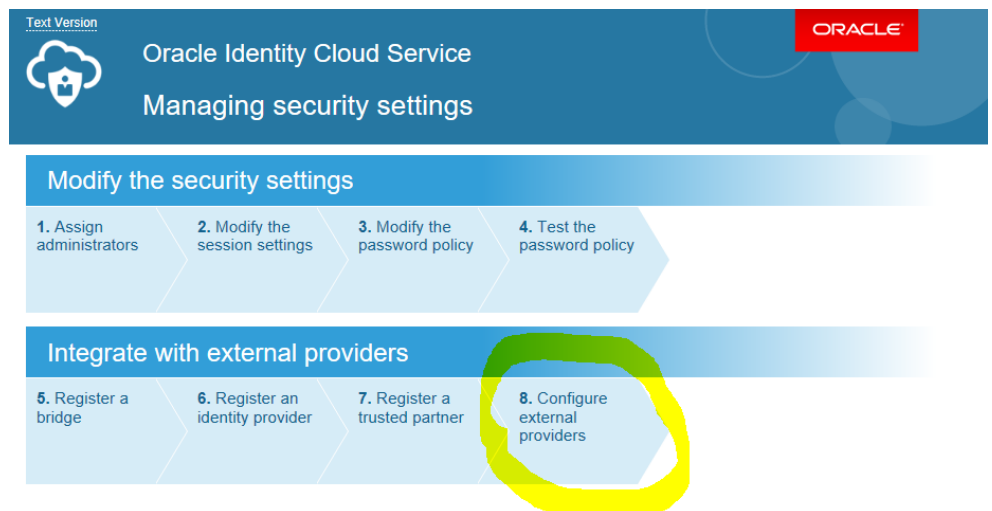 Text Version
ORACLE
Oracle Identity Cloud Service
Managing security settings
Modify the security settings
1. Assign
administrators
2. Modify the
session settings
3. Modify the
password policy
4. Test the
password policy
Integrate with external providers
5. Register a
bridge
6. Register an
identity provider
7. Register a
trusted partner
8. Configure
external
providers